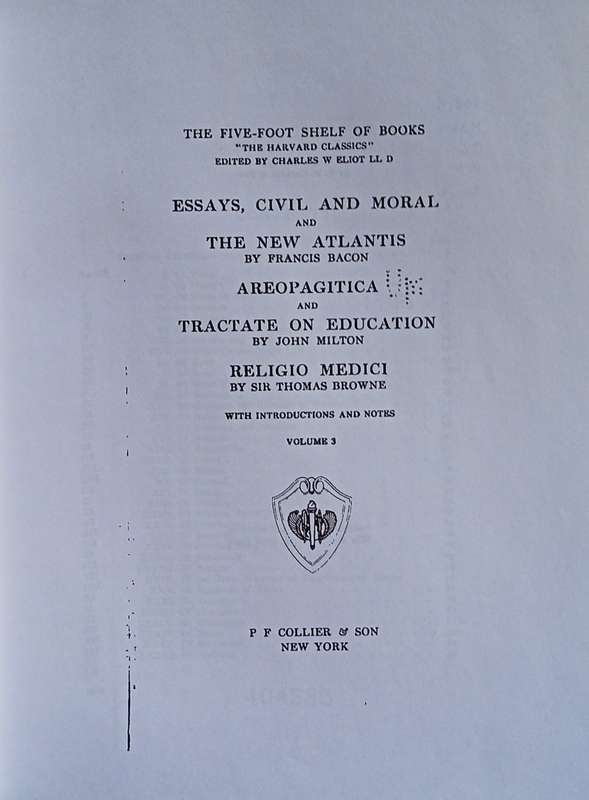 THE FIVE-FOOT SHELF OF BOOKS
"THE HARVARD CLASSICS"
EDITED BY CHARLES W ELIOT LL D
ESSAYS, CIVIL AND MORAL
AND
THE NEW ATLANTIS
BY FRANCIS BACON
AREOPAGITICA
AND
TRACTATE ON EDUCATION
BY JOHN MILTON
RELIGIO MEDICI
BY SIR THOMAS BROWNE
WITH INTRODUCTIONS AND NOTES
VOLUME 3
P F COLLIER & SON
NEW YORK